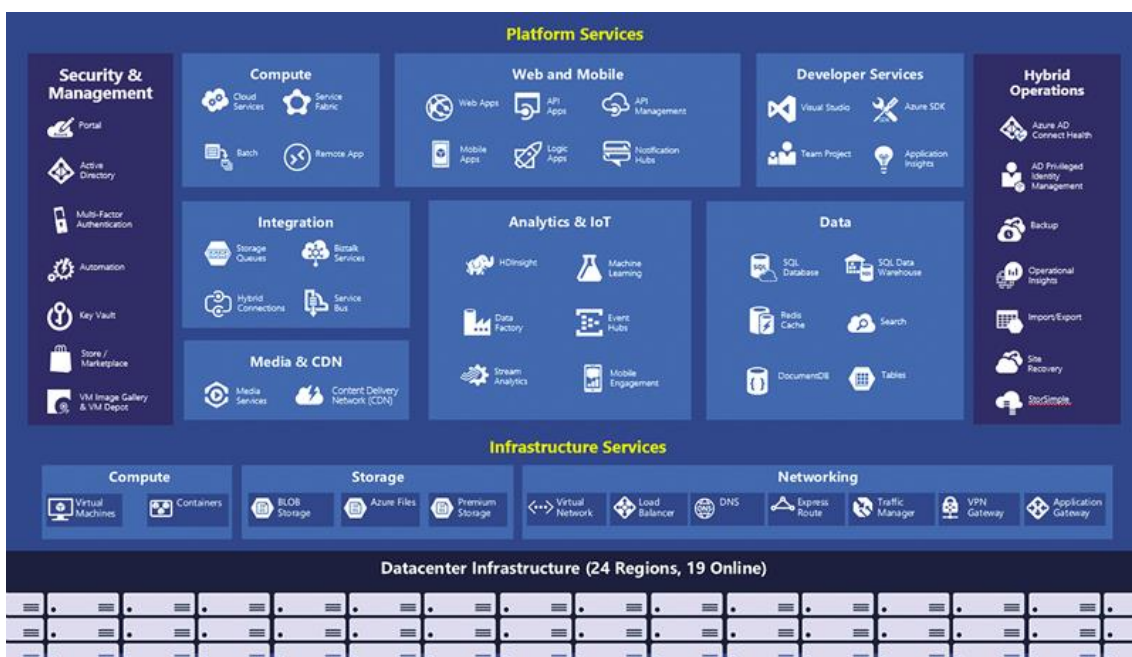 Platform Services
Security &
Management
Portal
Active
Directory
Multi-Factor
Authentication
Automation
Key Vault
Store /
Marketplace
VM Image Gallery
& VM Depot
Compute
Cloud
Services
Service
Fabric
Batch
Remote App
Web and Mobile
Web Apps
API
Apps
API
Management
Mobile
Apps
Logic
Apps
Notification
Hubs
Developer Services
Visual Studio
Azure SDK
Team Project
Application
Insights
Hybrid
Operations
Azure AD
Connect Health
AD Privileged
Identity
Management
Backup
Operational
Insights
Import/Export
Site
Recovery
StorSimple
Integration
Storage
Queues
Biztalk
Services
Hybrid
Connections
Service
Bus
Analytics & IoT
HDInsight
Machine
Learning
Data
Factory
Event
Hubs
Stream
Analytics
Mobile
Engagement
Data
SQL
SQL
Database
SQL
SQL Data
Warehouse
Redis
Cache
Search
DocumentDB
Tables
Media & CDN
Media
Services
Content Delivery
Network (CDN)
Infrastructure Services
Compute
Virtual
Machines
Containers
Storage
BLOB
Storage
Azure Files
Premium
Storage
Networking
Virtual
Network
Load
Balancer
DNS
DNS
Express
Route
Traffic
Manager
VPN
Gateway
Application
Gateway
Datacenter Infrastructure (24 Regions, 19 Online)